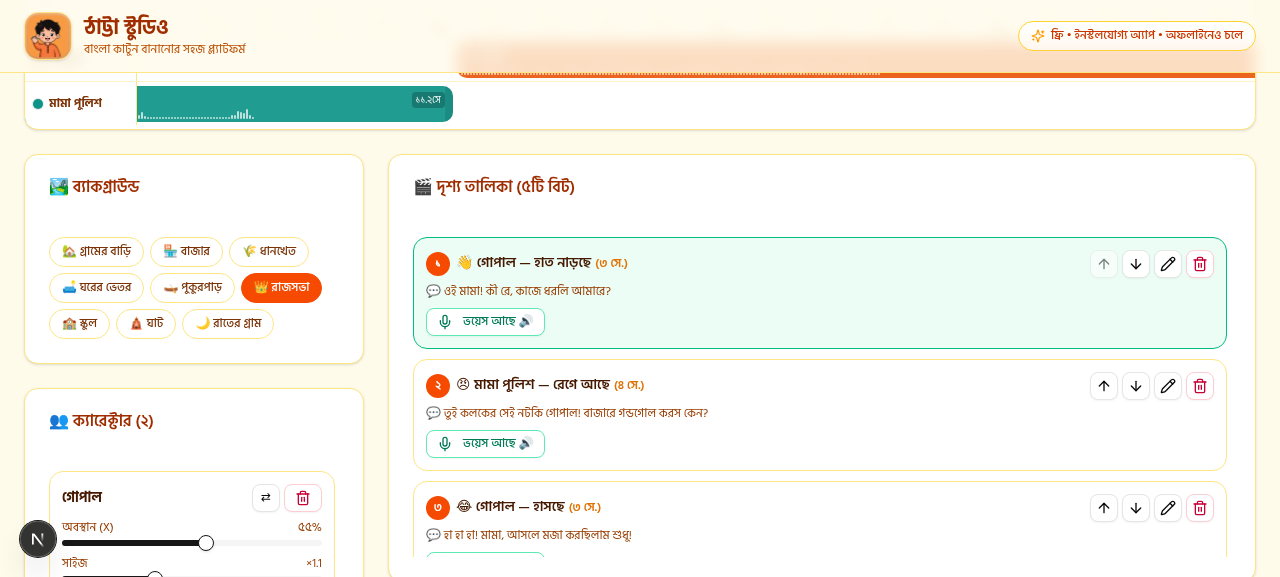 ঠাট্টা স্টুডিও
বাংলা কার্টুন বানানোর সহজ প্ল্যাটফর্ম
ফ্রি • ইনস্টলযোগ্য অ্যাপ • অফলাইনেও চলে
মামা পুলিশ
১১.২সে
🏞️ ব্যাকগ্রাউন্ড
🏡 গ্রামের বাড়ি
🏪 বাজার
🌾 ধানখেত
🛋️ ঘরের ভেতর
🛶 পুকুরপাড়
👑 রাজসভা
🏫 স্কুল
🛕 ঘাট
🌙 রাতের গ্রাম
👥 ক্যারেক্টার (২)
গোপাল
⇄
অবস্থান (X)
৫৫%
সাইজ
×1.1
N
🎬 দৃশ্য তালিকা (৫টি বিট)
১
👋 গোপাল — হাত নাড়ছে (৩ সে.)
💬 ওই মামা! কী রে, কাজে ধরলি আমারে?
ভয়েস আছে 🔊
২
😠 মামা পুলিশ — রেগে আছে (৪ সে.)
💬 তুই কলকের সেই নটকি গোপাল! বাজারে গন্ডগোল করস কেন?
ভয়েস আছে 🔊
৩
😂 গোপাল — হাসছে (৩ সে.)
💬 হা হা হা! মামা, আসলে মজা করছিলাম শুধু!